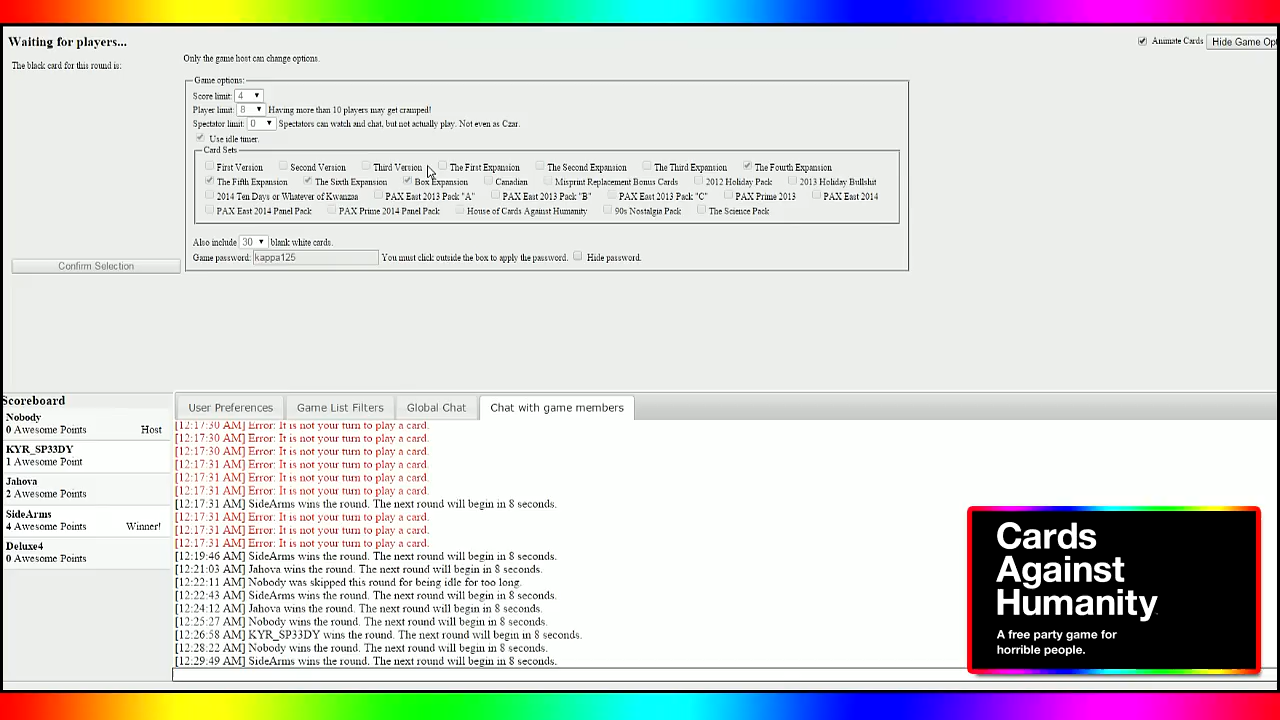 Waiting for players...
Animate Cards
Hide Game Op
The black card for this round is:
Only the game host can change options.
Game options:
Score limit: 4
Player limit: 8 Having more than 10 players may get cramped!
Spectator limit: 0 Spectators can watch and chat, but not actually play. Not even as Czar.
Use idle timer.
Card Sets
First Version Second Version Third Version The First Expansion The Second Expansion The Third Expansion The Fourth Expansion
The Fifth Expansion The Sixth Expansion Box Expansion Canadian Misprint Replacement Bonus Cards 2012 Holiday Pack 2013 Holiday Bullshit
2014 Ten Days or Whatever of Kwanzaa PAX East 2013 Pack "A" PAX East 2013 Pack "B" PAX East 2013 Pack "C" PAX Prime 2013 PAX East 2014
PAX East 2014 Panel Pack PAX Prime 2014 Panel Pack House of Cards Against Humanity 90s Nostalgia Pack The Science Pack
Also include 30 blank white cards.
Game password: kappa125 You must click outside the box to apply the password. Hide password.
Confirm Selection
Scoreboard
Nobody
0 Awesome Points Host
KYR_SP33DY
1 Awesome Point
Jahova
2 Awesome Points
SideArms
4 Awesome Points Winner!
Deluxe4
0 Awesome Points
User Preferences Game List Filters Global Chat Chat with game members
[12:17:30 AM] Error: It is not your turn to play a card.
[12:17:30 AM] Error: It is not your turn to play a card.
[12:17:30 AM] Error: It is not your turn to play a card.
[12:17:31 AM] Error: It is not your turn to play a card.
[12:17:31 AM] Error: It is not your turn to play a card.
[12:17:31 AM] Error: It is not your turn to play a card.
[12:17:31 AM] SideArms wins the round. The next round will begin in 8 seconds.
[12:17:31 AM] Error: It is not your turn to play a card.
[12:17:31 AM] Error: It is not your turn to play a card.
[12:17:31 AM] Error: It is not your turn to play a card.
[12:19:46 AM] SideArms wins the round. The next round will begin in 8 seconds.
[12:21:03 AM] Jahova wins the round. The next round will begin in 8 seconds.
[12:22:11 AM] Nobody was skipped this round for being idle for too long.
[12:22:43 AM] SideArms wins the round. The next round will begin in 8 seconds.
[12:24:12 AM] Jahova wins the round. The next round will begin in 8 seconds.
[12:25:27 AM] Nobody wins the round. The next round will begin in 8 seconds.
[12:26:58 AM] KYR_SP33DY wins the round. The next round will begin in 8 seconds.
[12:28:22 AM] Nobody wins the round. The next round will begin in 8 seconds.
[12:29:49 AM] SideArms wins the round. The next round will begin in 8 seconds.
Cards
Against
Humanity
A free party game for
horrible people.